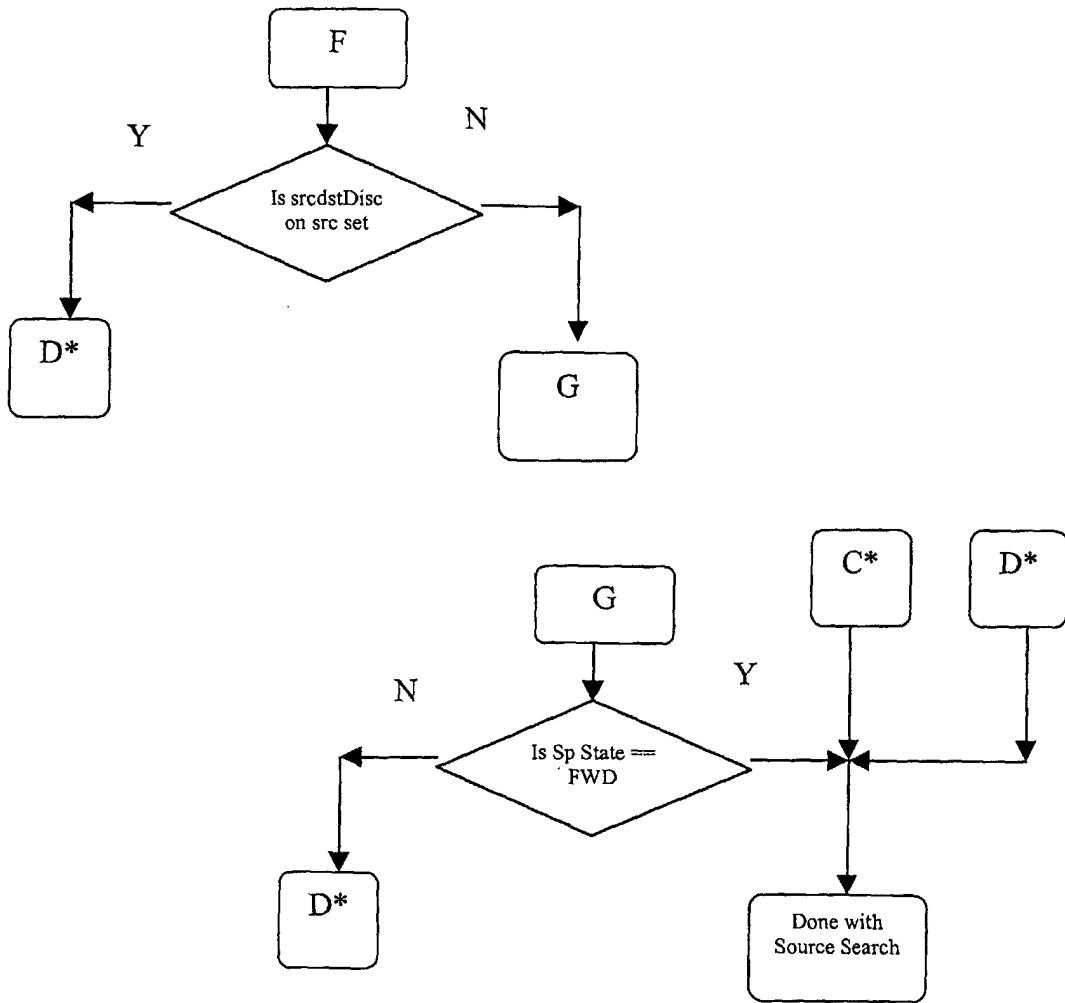 F
Y
N
Is srcdstDisc
on src set
D*
G
C*
D*
G
N
Y
Is Sp State ==
FWD
D*
Done with
Source Search